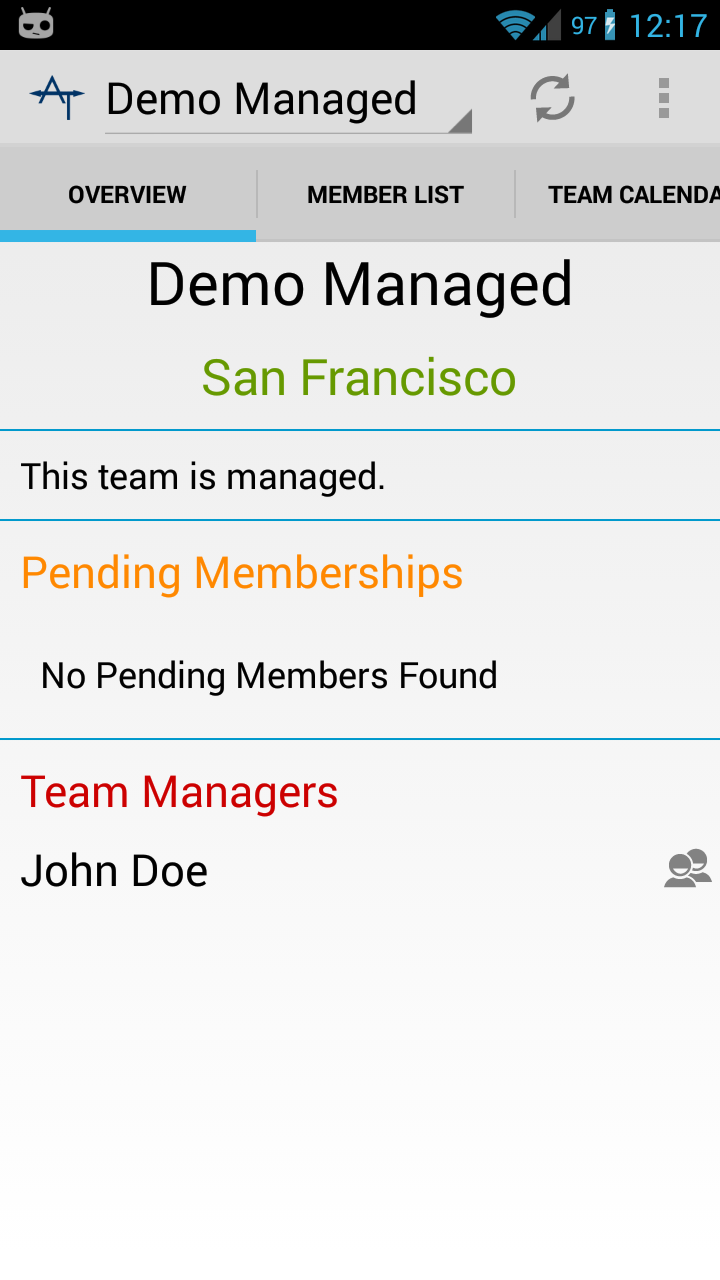 97 12:17
Demo Managed
OVERVIEW MEMBER LIST TEAM CALENDA
Demo Managed
San Francisco
This team is managed.
Pending Memberships
No Pending Members Found
Team Managers
John Doe